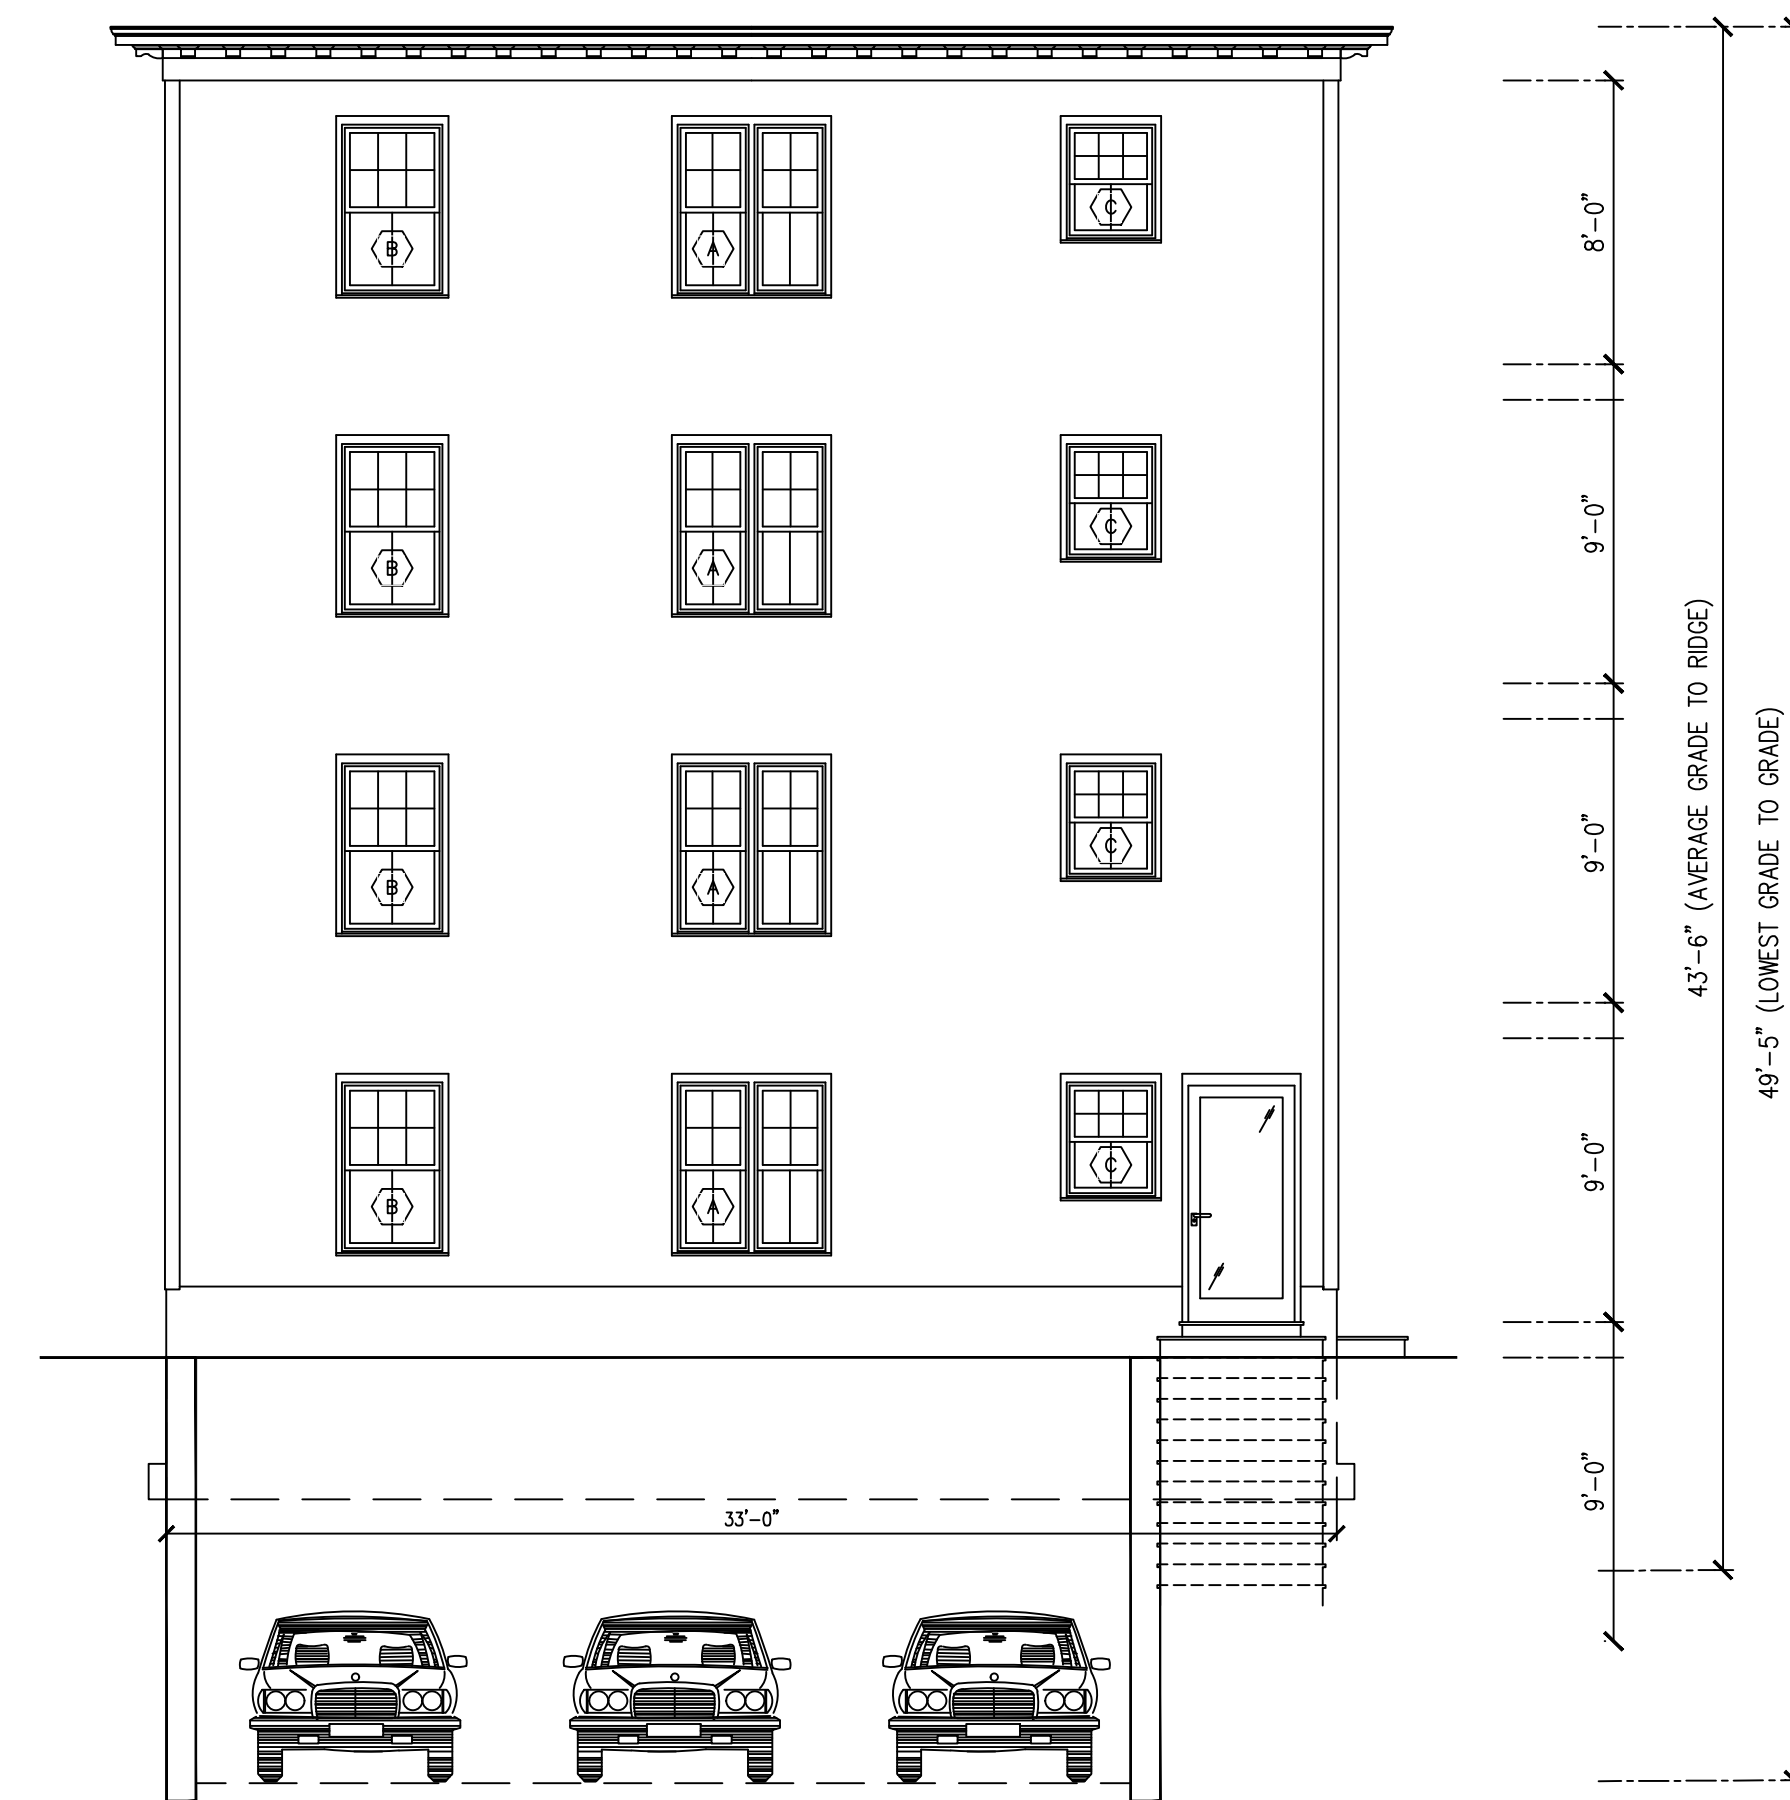 B A C
8'-0"
B A C
9'-0"
B A C
9'-0"
43'-6" (AVERAGE GRADE TO RIDGE)
49'-5" (LOWEST GRADE TO GRADE)
B A C
9'-0"
9'-0"
33'-0"